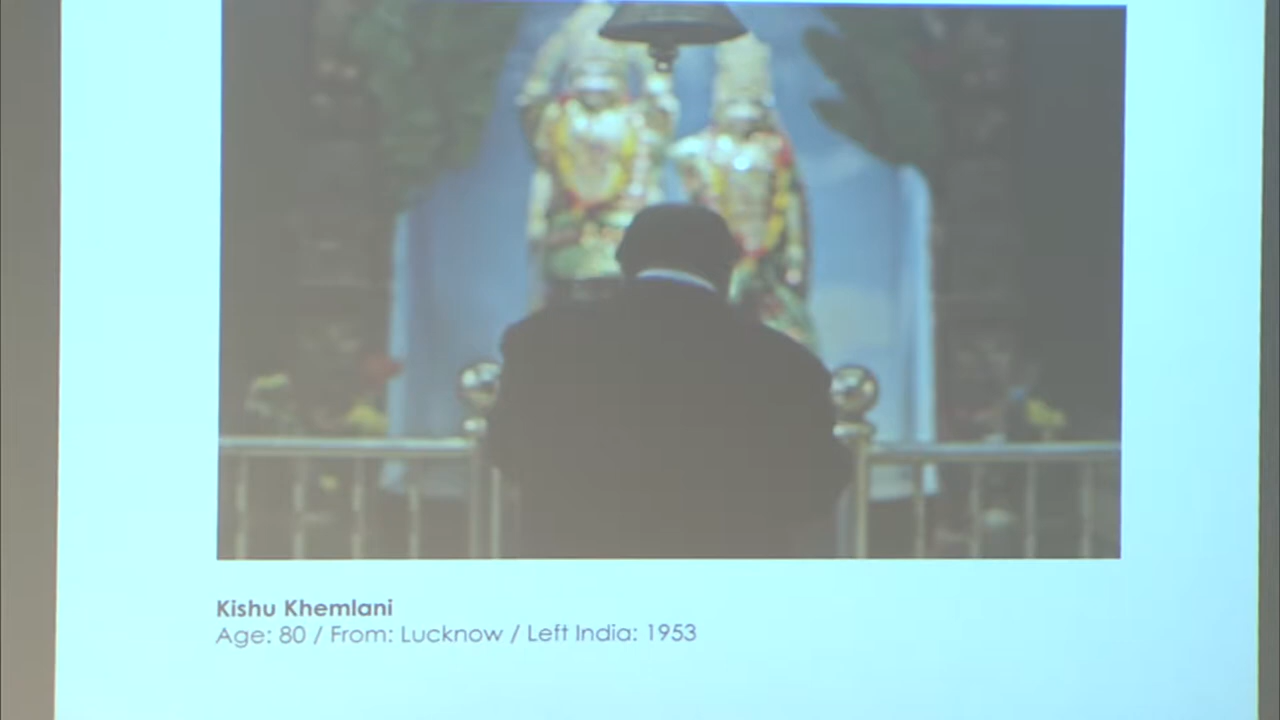 Kishu Khemlani
Age: 80 / From: Lucknow / Left India: 1953